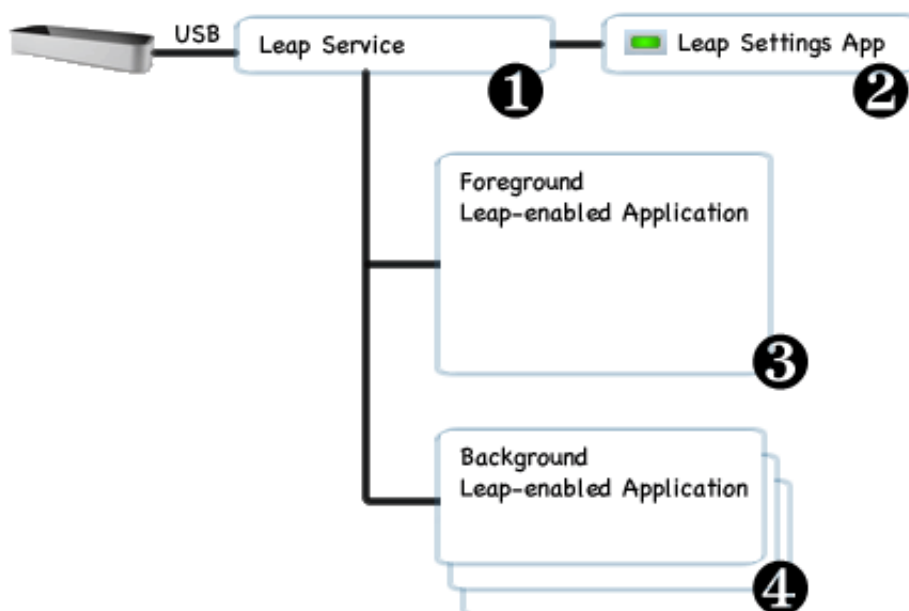 USB
Leap Service
Leap Settings App
1
2
Foreground
Leap-enabled Application
3
Background
Leap-enabled Application
4